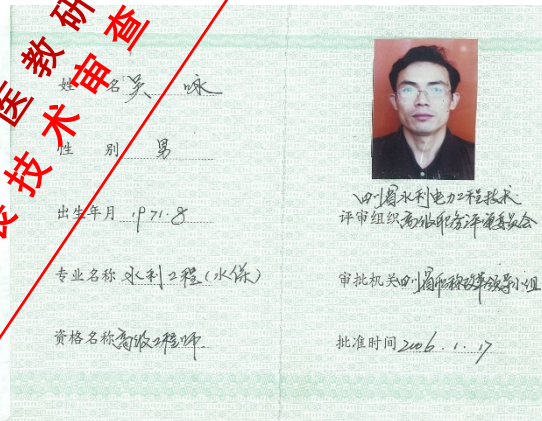 医教研
技术审查
姓 名 吴 咏
性 别 男
出生年月 1971.8
专业名称 水利工程(水保)
资格名称 高级工程师
四川省水利电力工程技术
评审组织 高级职务评审委员会
审批机关 四川省职称改革领导小组
批准时间 2006.1.17